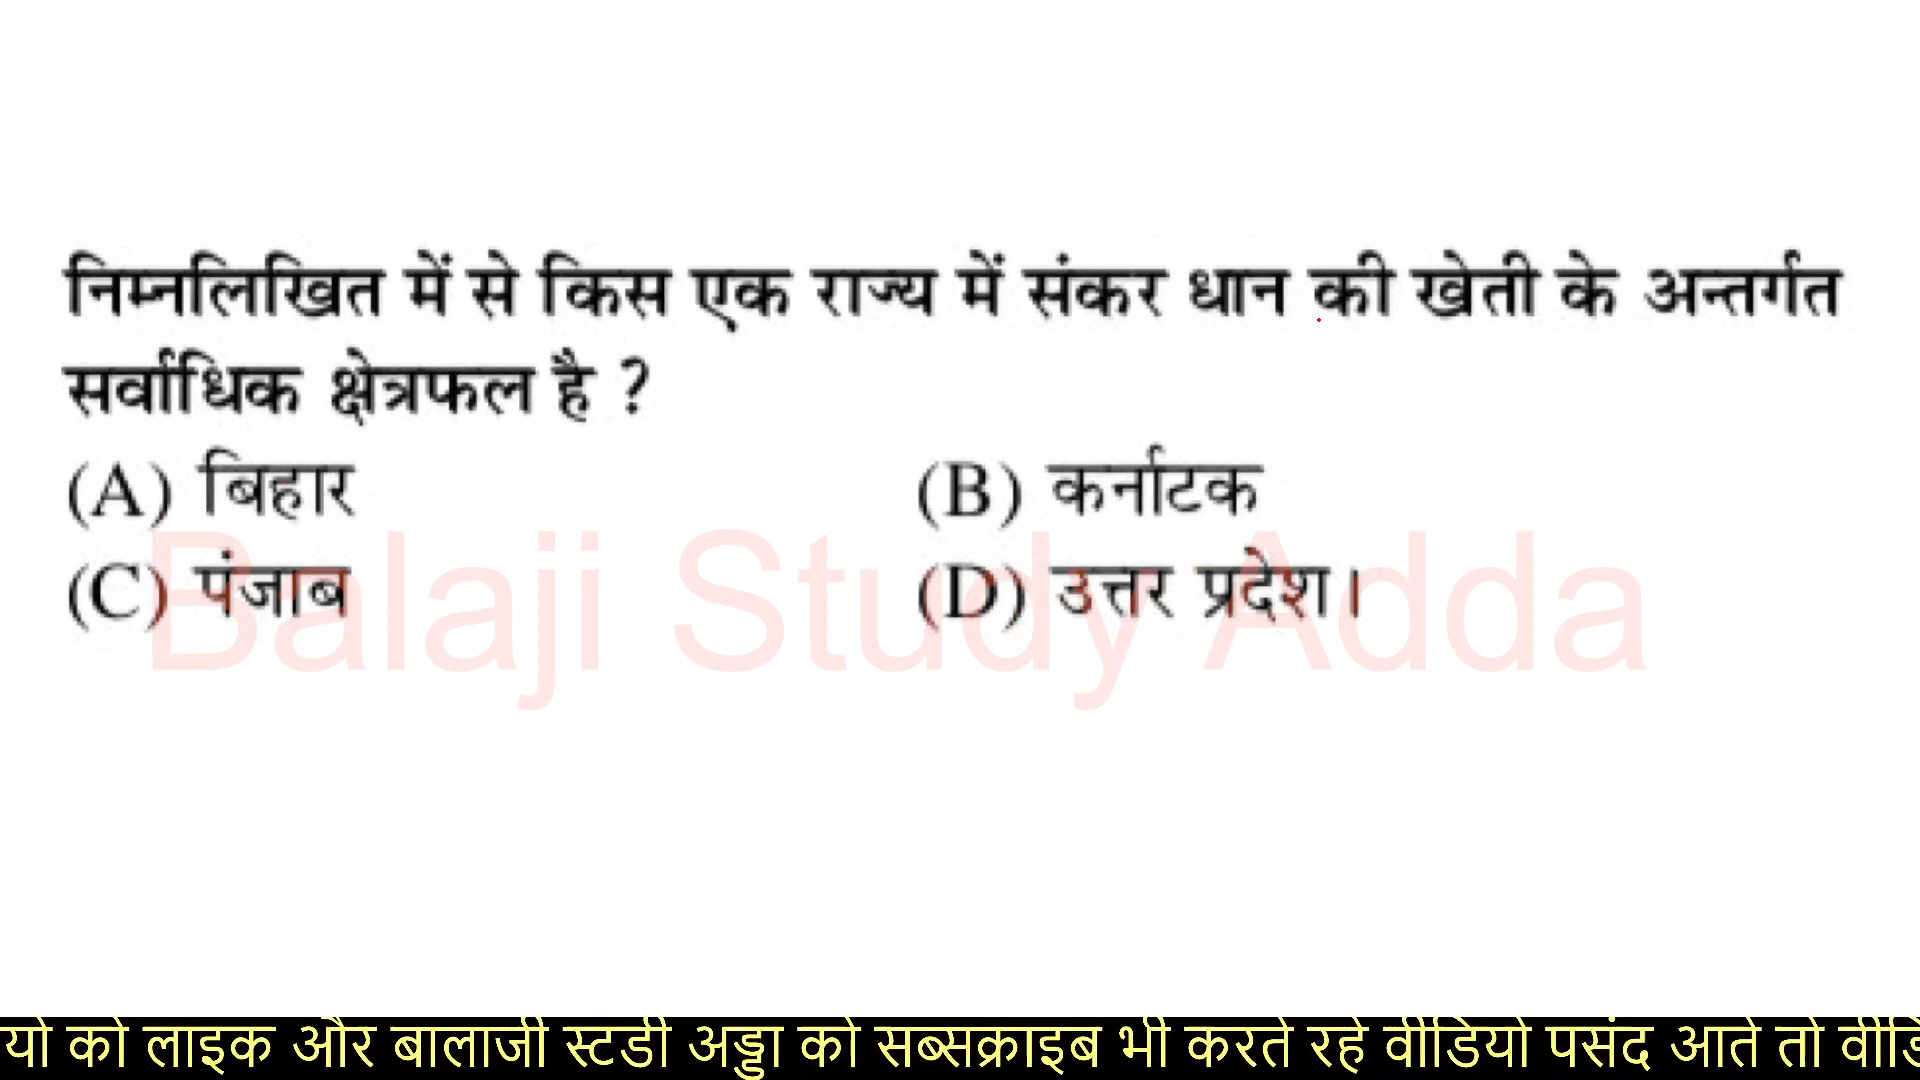 निम्नलिखित में से किस एक राज्य में संकर धान की खेती के अन्तर्गत
सर्वाधिक क्षेत्रफल है ?
(A) बिहार (B) कर्नाटक
(C) पंजाब (D) उत्तर प्रदेश।
Balaji Study Adda
यो को लाइक और बालाजी स्टडी अड्डा को सब्सक्राइब भी करते रहे वीडियो पसंद आते तो